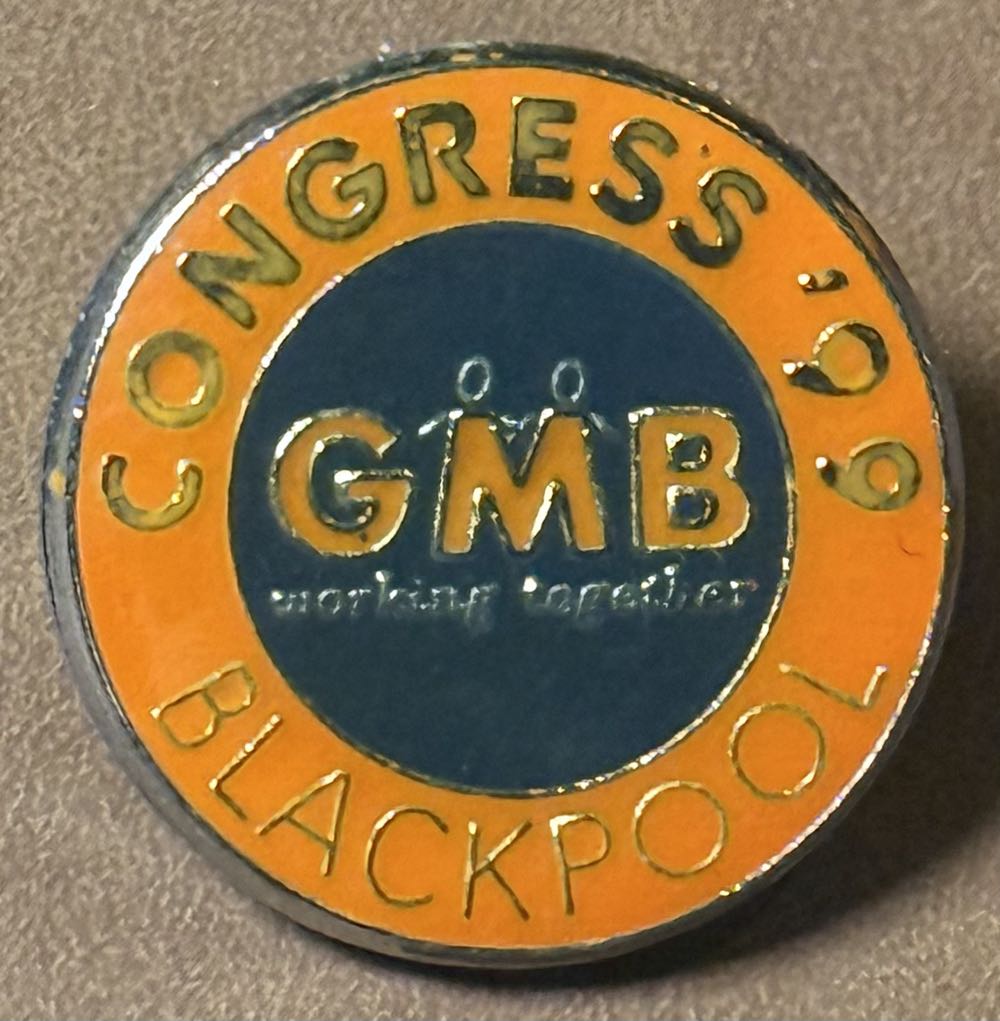 CONGRESS '99
GMB
working together
BLACKPOOL